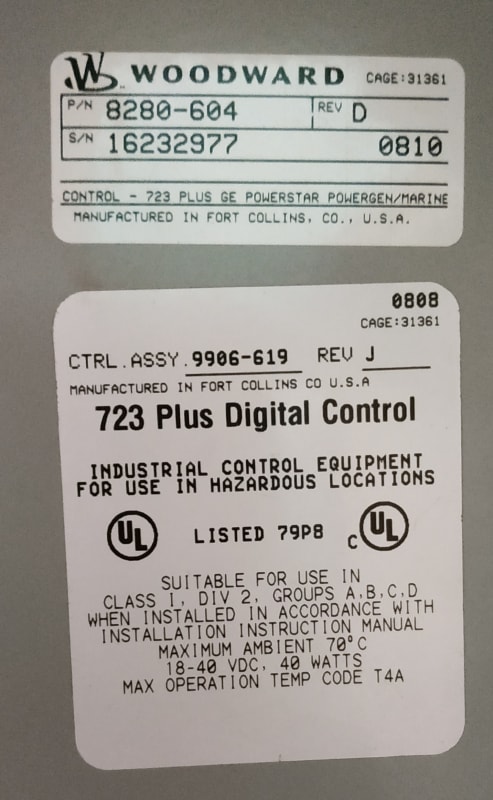 WOODWARD CAGE:31361
P/N 8280-604 REV D
S/N 16232977 0810
CONTROL - 723 PLUS GE POWERSTAR POWERGEN/MARINE
MANUFACTURED IN FORT COLLINS, CO., U.S.A.
0808
CAGE:31361
CTRL.ASSY.9906-619 REV J
MANUFACTURED IN FORT COLLINS CO U.S.A
723 Plus Digital Control
INDUSTRIAL CONTROL EQUIPMENT
FOR USE IN HAZARDOUS LOCATIONS
UL LISTED 79P8 C UL
SUITABLE FOR USE IN
CLASS I, DIV 2, GROUPS A,B,C,D
WHEN INSTALLED IN ACCORDANCE WITH
INSTALLATION INSTRUCTION MANUAL
MAXIMUM AMBIENT 70°C
18-40 VDC, 40 WATTS
MAX OPERATION TEMP CODE T4A